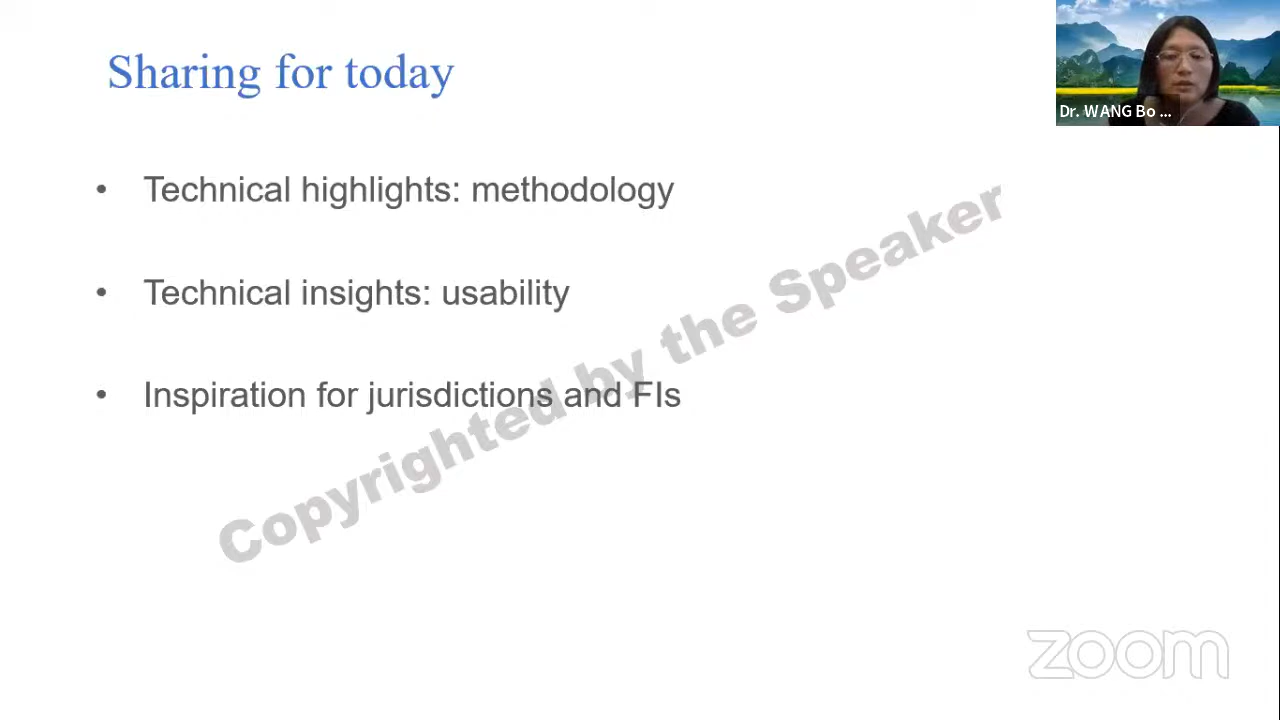 Sharing for today
Dr. WANG Bo ...
• Technical highlights: methodology
• Technical insights: usability
• Inspiration for jurisdictions and FIs
Copyrighted by the Speaker
zoom